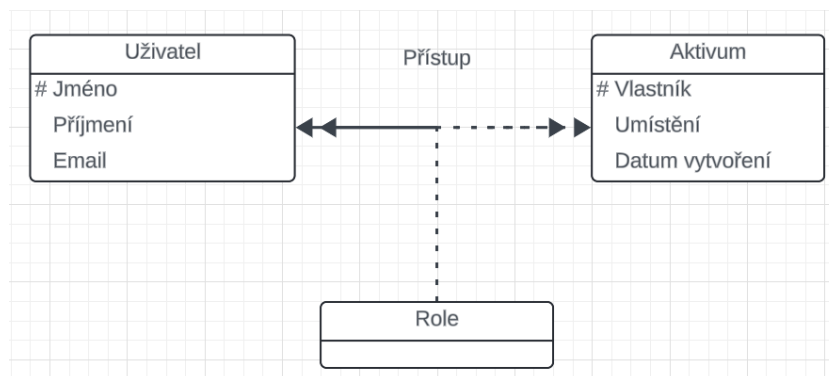 Uživatel
# Jméno
Příjmení
Email
Přístup
Aktivum
# Vlastník
Umístění
Datum vytvoření
Role